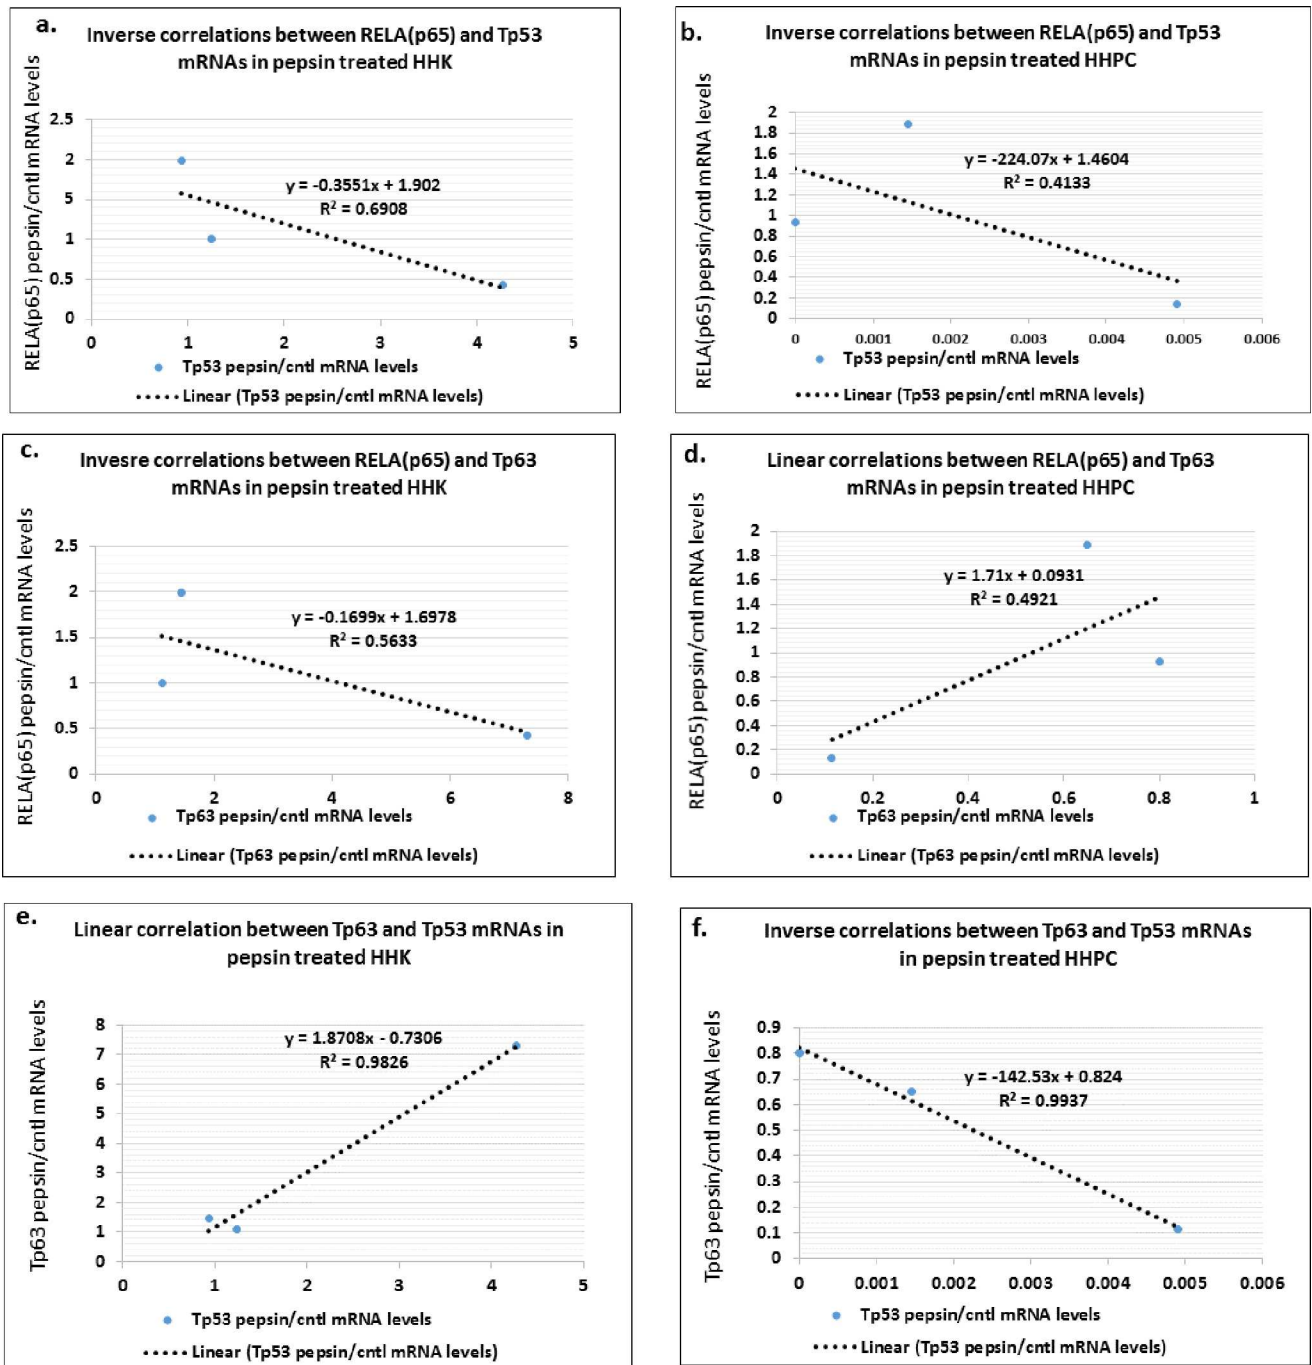 a.
Inverse correlations between RELA(p65) and Tp53
mRNAs in pepsin treated HHK
RELA(p65) pepsin/cntl mRNA levels
2.5
2
5
1
0.5
0
y = -0.3551x + 1.902
R² = 0.6908
0 1 2 3 4 5
Tp53 pepsin/cntl mRNA levels
Linear (Tp53 pepsin/cntl mRNA levels)
b.
Inverse correlations between RELA(p65) and Tp53
mRNAs in pepsin treated HHPC
RELA(p65) pepsin/cntl mRNA levels
2
1.8
1.6
1.4
1.2
1
0.8
0.6
0.4
0.2
0
y = -224.07x + 1.4604
R² = 0.4133
0 0.001 0.002 0.003 0.004 0.005 0.006
Tp53 pepsin/cntl mRNA levels
Linear (Tp53 pepsin/cntl mRNA levels)
c.
Invesre correlations between RELA(p65) and Tp63
mRNAs in pepsin treated HHK
RELA(p65) pepsin/cntl mRNA levels
2.5
2
1.5
1
0.5
0
y = -0.1699x + 1.6978
R² = 0.5633
0 2 4 6 8
Tp63 pepsin/cntl mRNA levels
Linear (Tp63 pepsin/cntl mRNA levels)
d.
Linear correlations between RELA(p65) and Tp63
mRNAs in pepsin treated HHPC
RELA(p65) pepsin/cntl mRNA levels
2
1.8
1.6
1.4
1.2
1
0.8
0.6
0.4
0.2
0
y = 1.71x + 0.0931
R² = 0.4921
0 0.2 0.4 0.6 0.8 1
Tp63 pepsin/cntl mRNA levels
Linear (Tp63 pepsin/cntl mRNA levels)
e.
Linear correlation between Tp63 and Tp53 mRNAs in
pepsin treated HHK
Tp63 pepsin/cntl mRNA levels
8
7
6
5
4
3
2
1
0
y = 1.8708x - 0.7306
R² = 0.9826
0 1 2 3 4 5
Tp53 pepsin/cntl mRNA levels
Linear (Tp53 pepsin/cntl mRNA levels)
f.
Inverse correlations between Tp63 and Tp53 mRNAs
in pepsin treated HHPC
Tp63 pepsin/cntl mRNA levels
0.9
0.8
0.7
0.6
0.5
0.4
0.3
0.2
0.1
0
y = -142.53x + 0.824
R² = 0.9937
0 0.001 0.002 0.003 0.004 0.005 0.006
Tp53 pepsin/cntl mRNA levels
Linear (Tp53 pepsin/cntl mRNA levels)